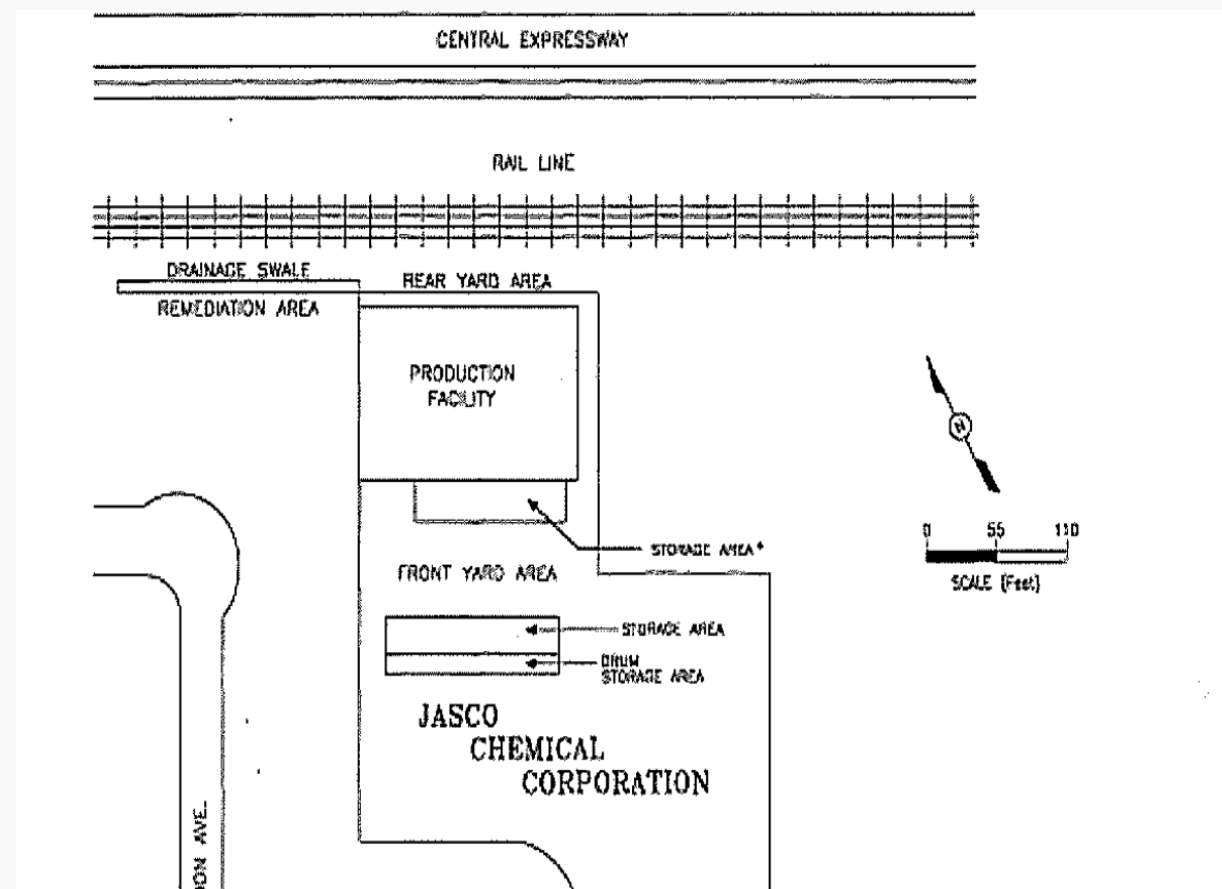 CENTRAL EXPRESSWAY
RAIL LINE
DRAINAGE SWALE
REAR YARD AREA
REMEDIATION AREA
PRODUCTION
FACILITY
N
0 55 110
SCALE (Feet)
STORAGE AREA*
FRONT YARD AREA
STORAGE AREA
DRUM
STORAGE AREA
JASCO
CHEMICAL
CORPORATION
AVE.